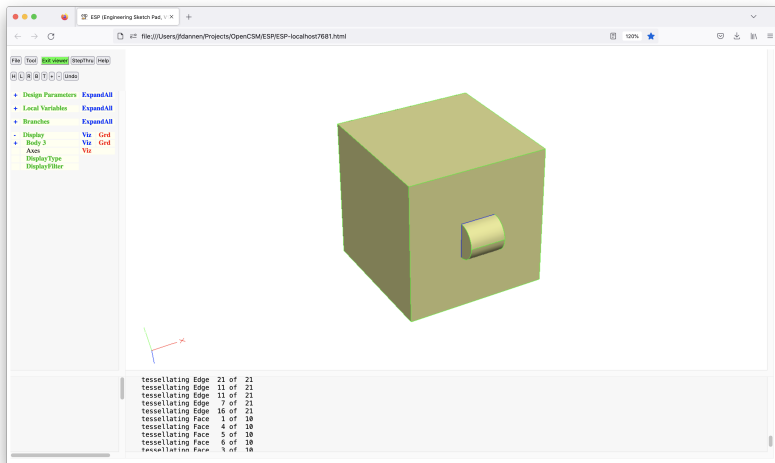 ESP (Engineering Sketch Pad, V
file:///Users/jfdannen/Projects/OpenCSM/ESP/ESP-localhost7681.html
120%
File Tool Exit viewer StepThru Help
H L R B T + - Undo
+ Design Parameters ExpandAll
+ Local Variables ExpandAll
+ Branches ExpandAll
- Display Viz Grd
+ Body 3 Viz Grd
Axes Viz
DisplayType
DisplayFilter
X
tessellating Edge 21 of 21
tessellating Edge 11 of 21
tessellating Edge 11 of 21
tessellating Edge 7 of 21
tessellating Edge 16 of 21
tessellating Face 1 of 10
tessellating Face 4 of 10
tessellating Face 5 of 10
tessellating Face 6 of 10
tessellating Face 3 of 10